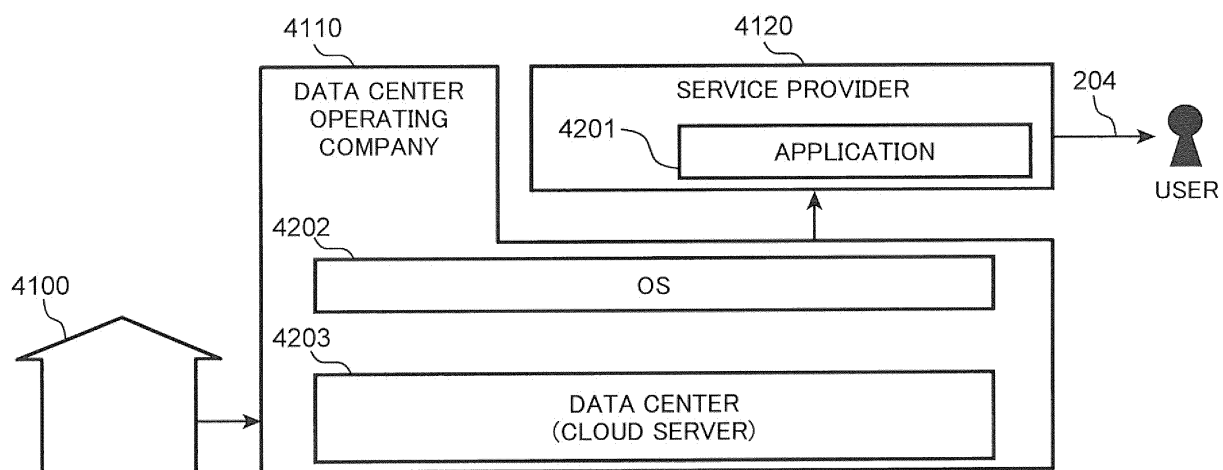 4110
4120
DATA CENTER
OPERATING
COMPANY
SERVICE PROVIDER
204
4201
APPLICATION
USER
4202
OS
4100
4203
DATA CENTER
(CLOUD SERVER)